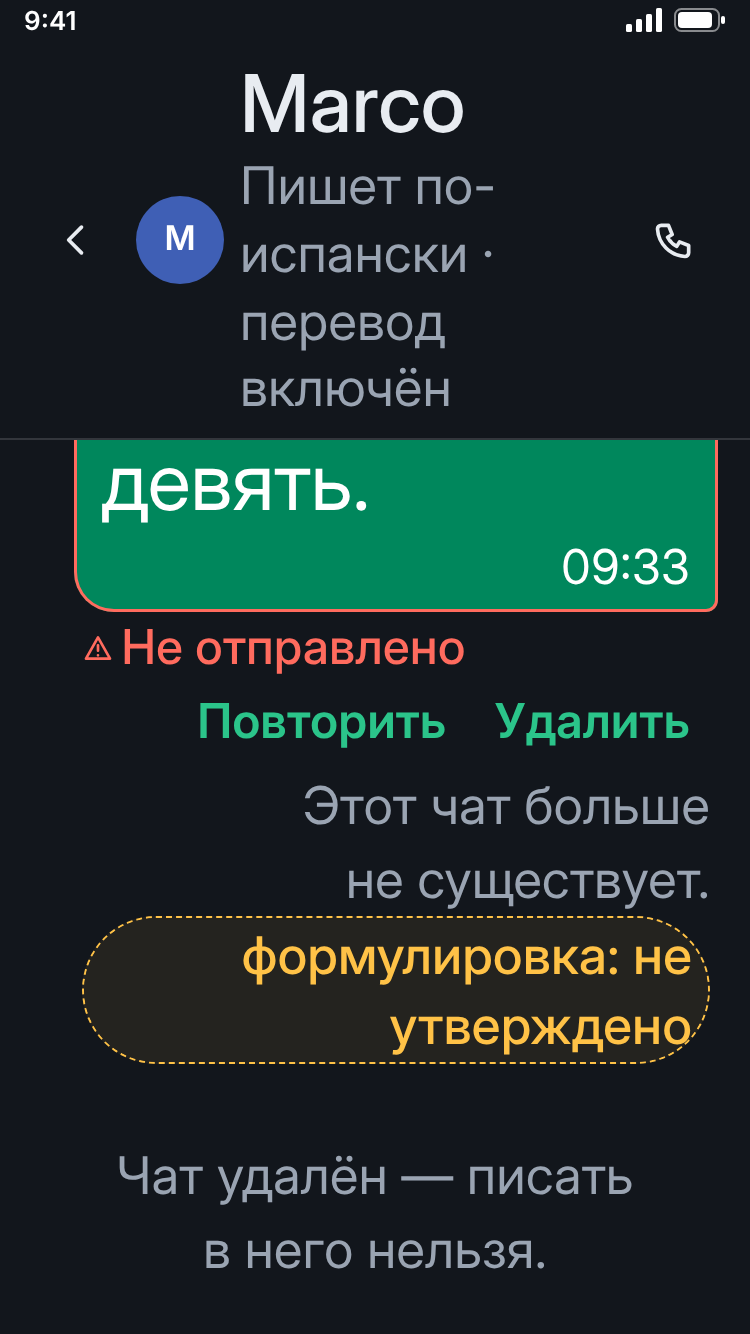 9:41
Marco
Пишет по-
испански ·
перевод
включён
M
девять.
09:33
Не отправлено
Повторить Удалить
Этот чат больше
не существует.
формулировка: не
утверждено
Чат удалён — писать
в него нельзя.